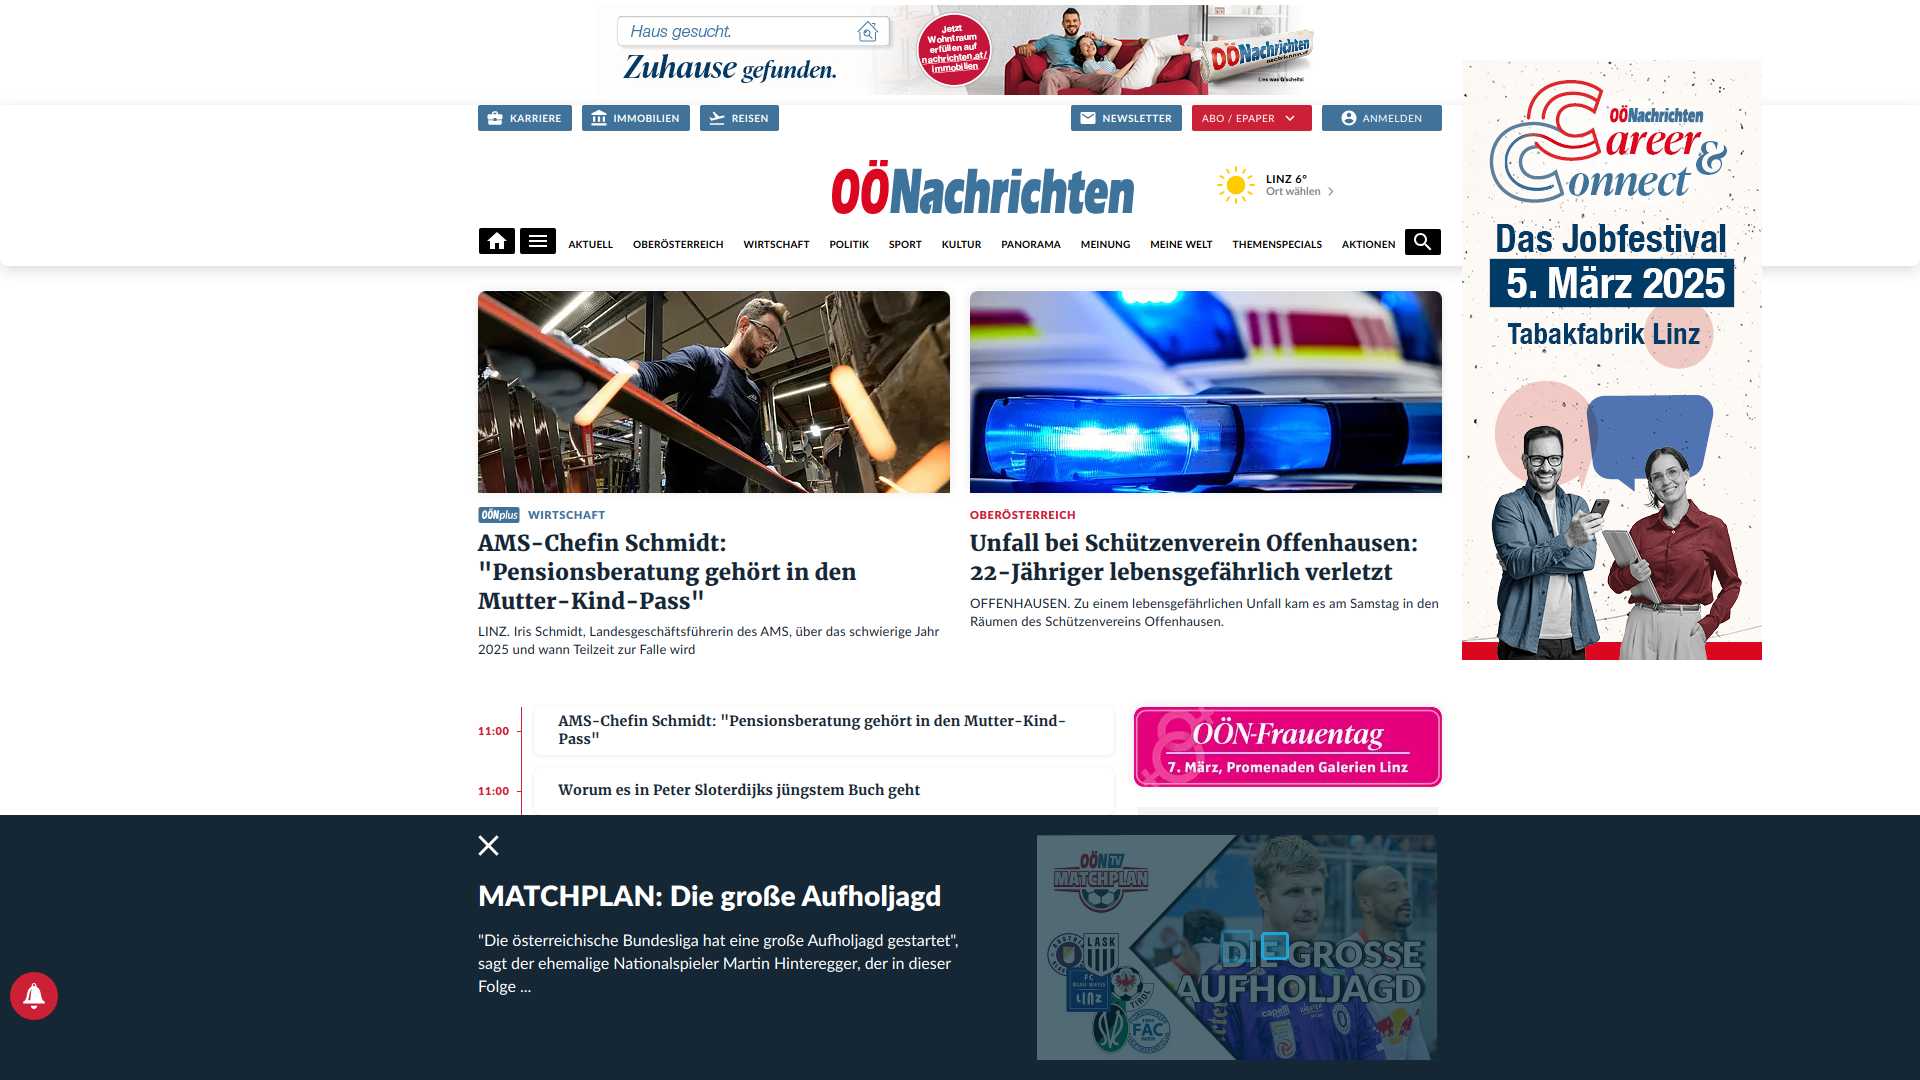 Haus gesucht.
Zuhause gefunden.
Jetzt
Wohntraum
erfüllen auf
nachrichten.at/
immobilien
OÖNachrichten
Lies was G'scheits!
KARRIERE
IMMOBILIEN
REISEN
NEWSLETTER
ABO / EPAPER
ANMELDEN
OÖNachrichten
LINZ 6°
Ort wählen
AKTUELL
OBERÖSTERREICH
WIRTSCHAFT
POLITIK
SPORT
KULTUR
PANORAMA
MEINUNG
MEINE WELT
THEMENSPECIALS
AKTIONEN
OÖNachrichten
Career &
Connect
Das Jobfestival
5. März 2025
Tabakfabrik Linz
OÖNplus WIRTSCHAFT
AMS-Chefin Schmidt:
"Pensionsberatung gehört in den
Mutter-Kind-Pass"
LINZ. Iris Schmidt, Landesgeschäftsführerin des AMS, über das schwierige Jahr
2025 und wann Teilzeit zur Falle wird
OBERÖSTERREICH
Unfall bei Schützenverein Offenhausen:
22-Jähriger lebensgefährlich verletzt
OFFENHAUSEN. Zu einem lebensgefährlichen Unfall kam es am Samstag in den
Räumen des Schützenvereins Offenhausen.
11:00
AMS-Chefin Schmidt: "Pensionsberatung gehört in den Mutter-Kind-
Pass"
11:00
Worum es in Peter Sloterdijks jüngstem Buch geht
OÖN-Frauentag
7. März, Promenaden Galerien Linz
MATCHPLAN: Die große Aufholjagd
"Die österreichische Bundesliga hat eine große Aufholjagd gestartet",
sagt der ehemalige Nationalspieler Martin Hinteregger, der in dieser
Folge ...
OÖN TV
MATCHPLAN
LASK
FC
BLAU WEISS
LINZ
TIROL
FAC
DIE GROSSE
AUFHOLJAGD
capelli